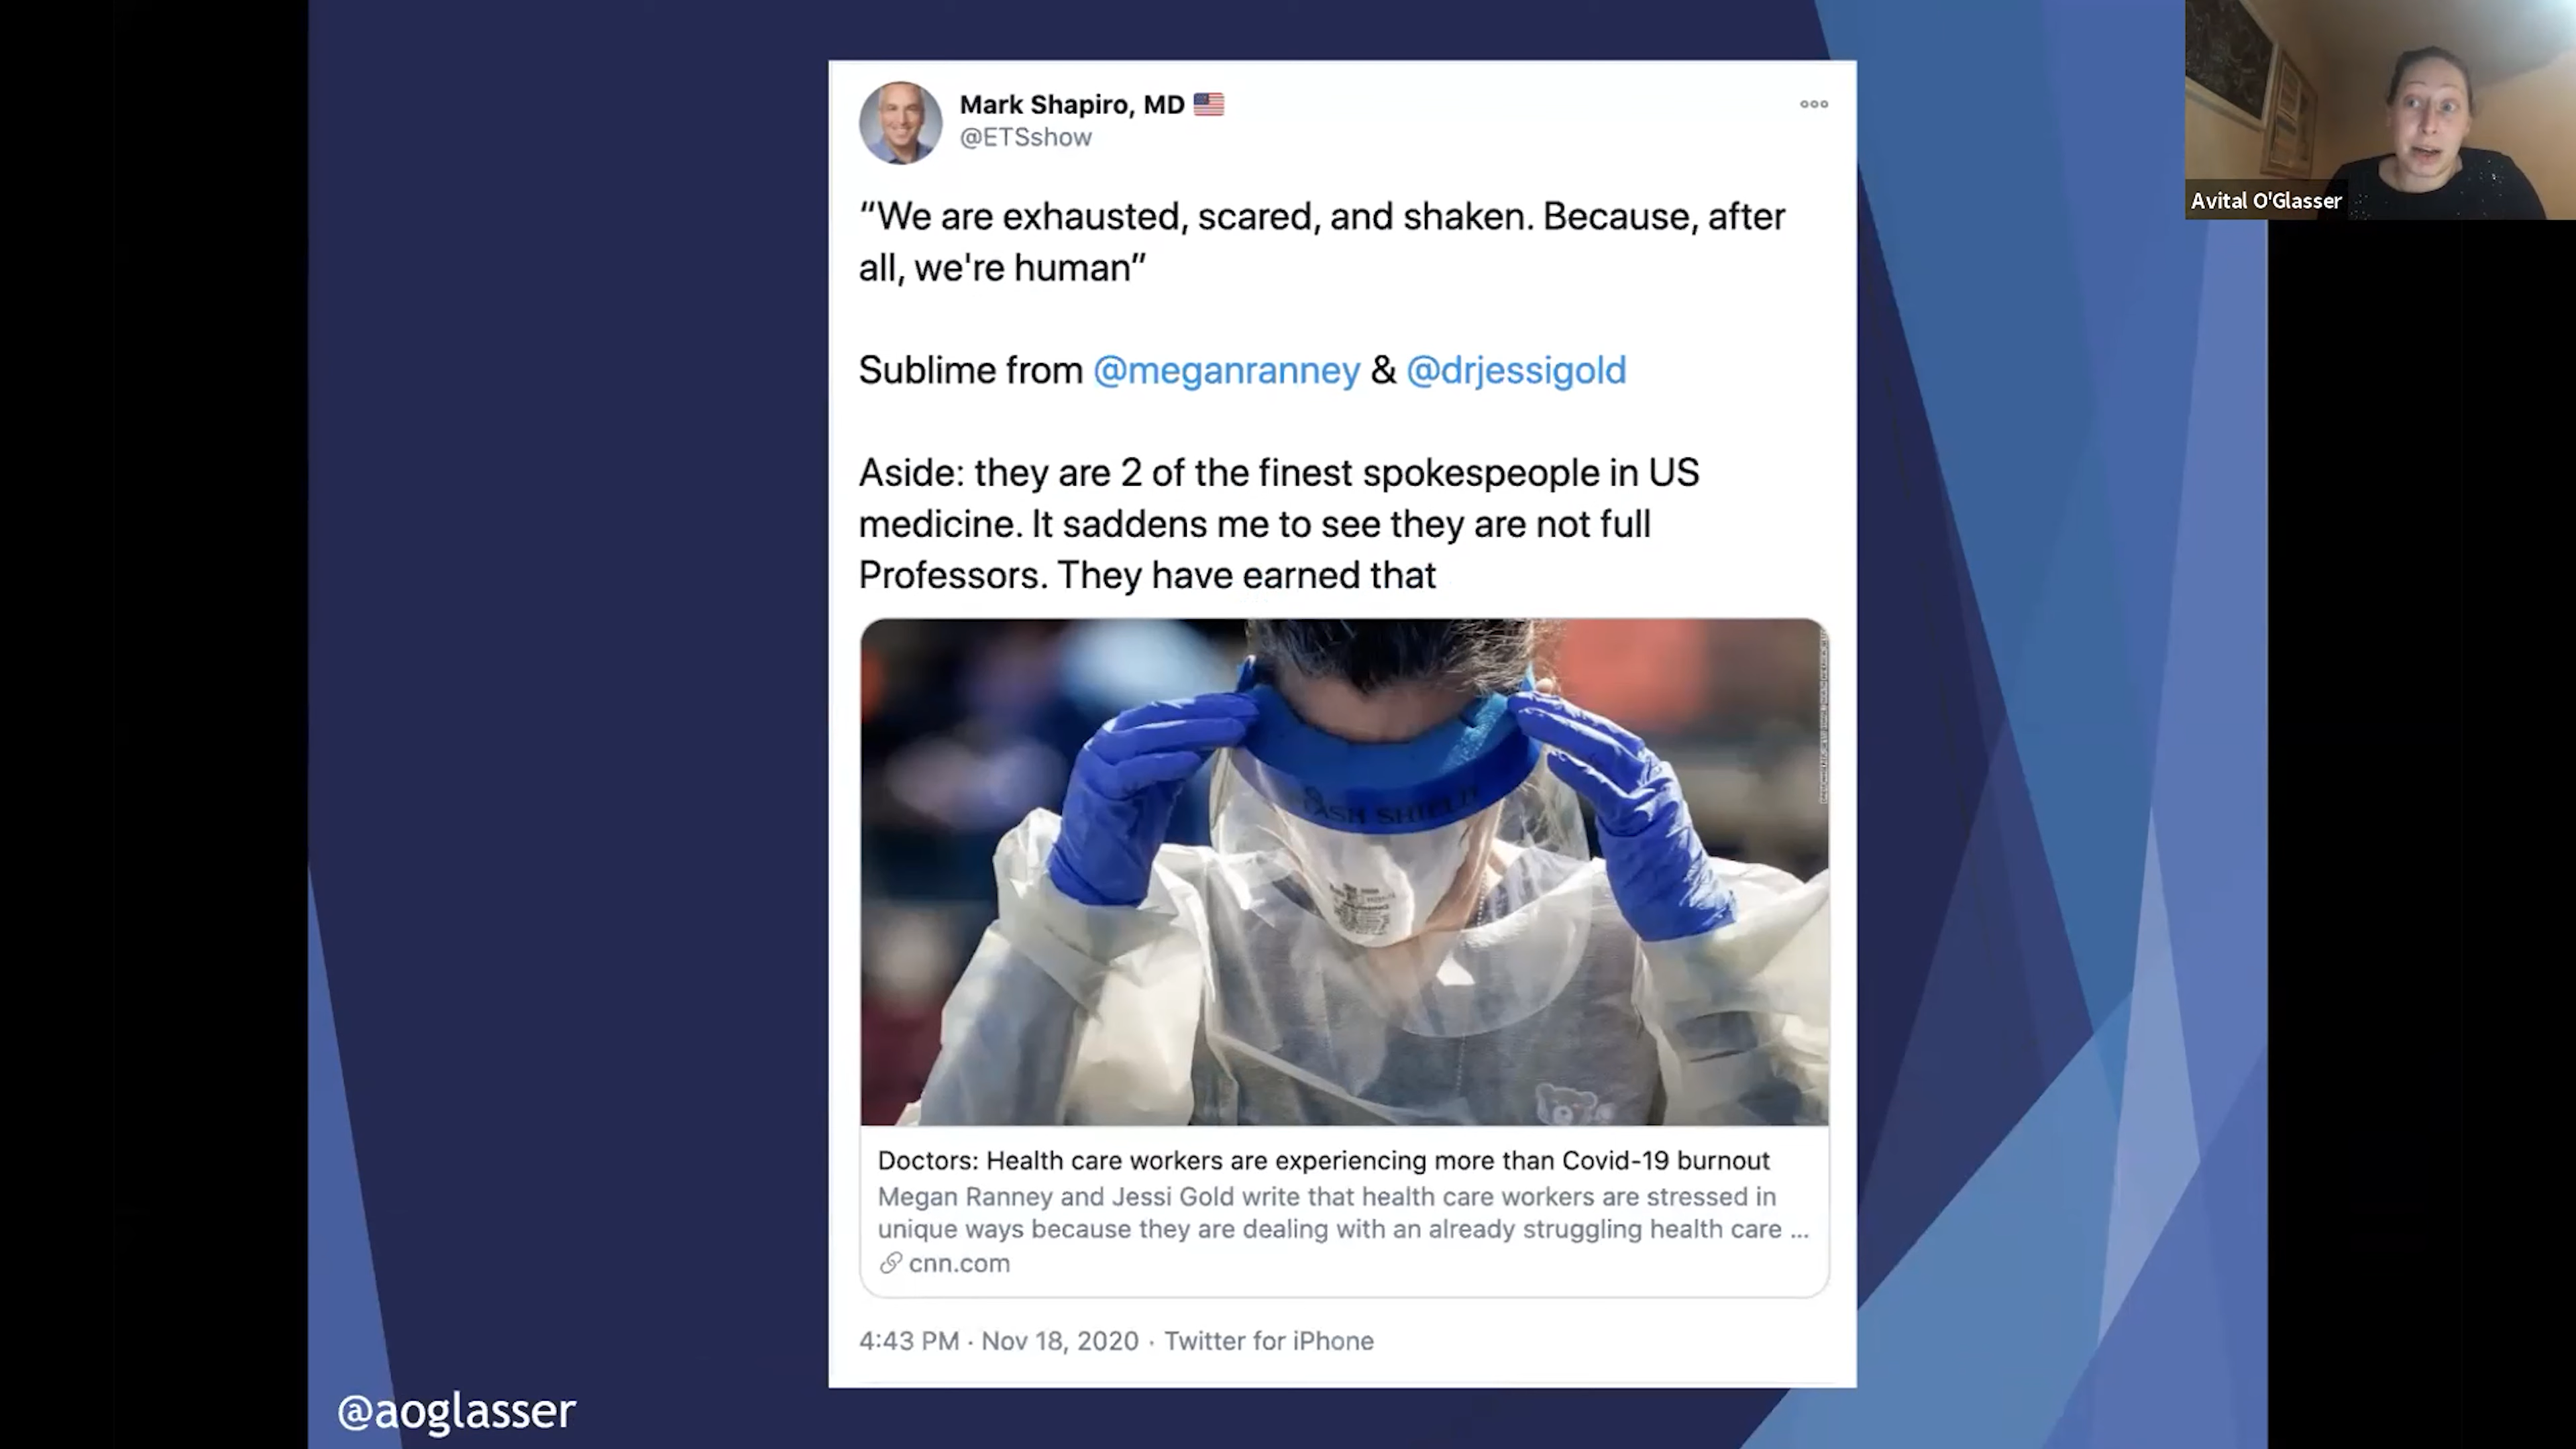 Mark Shapiro, MD
@ETSshow
“We are exhausted, scared, and shaken. Because, after
all, we're human”
Sublime from @meganranney & @drjessigold
Aside: they are 2 of the finest spokespeople in US
medicine. It saddens me to see they are not full
Professors. They have earned that
Doctors: Health care workers are experiencing more than Covid-19 burnout
Megan Ranney and Jessi Gold write that health care workers are stressed in
unique ways because they are dealing with an already struggling health care ...
cnn.com
4:43 PM · Nov 18, 2020 · Twitter for iPhone
@aoglasser
Avital O'Glasser